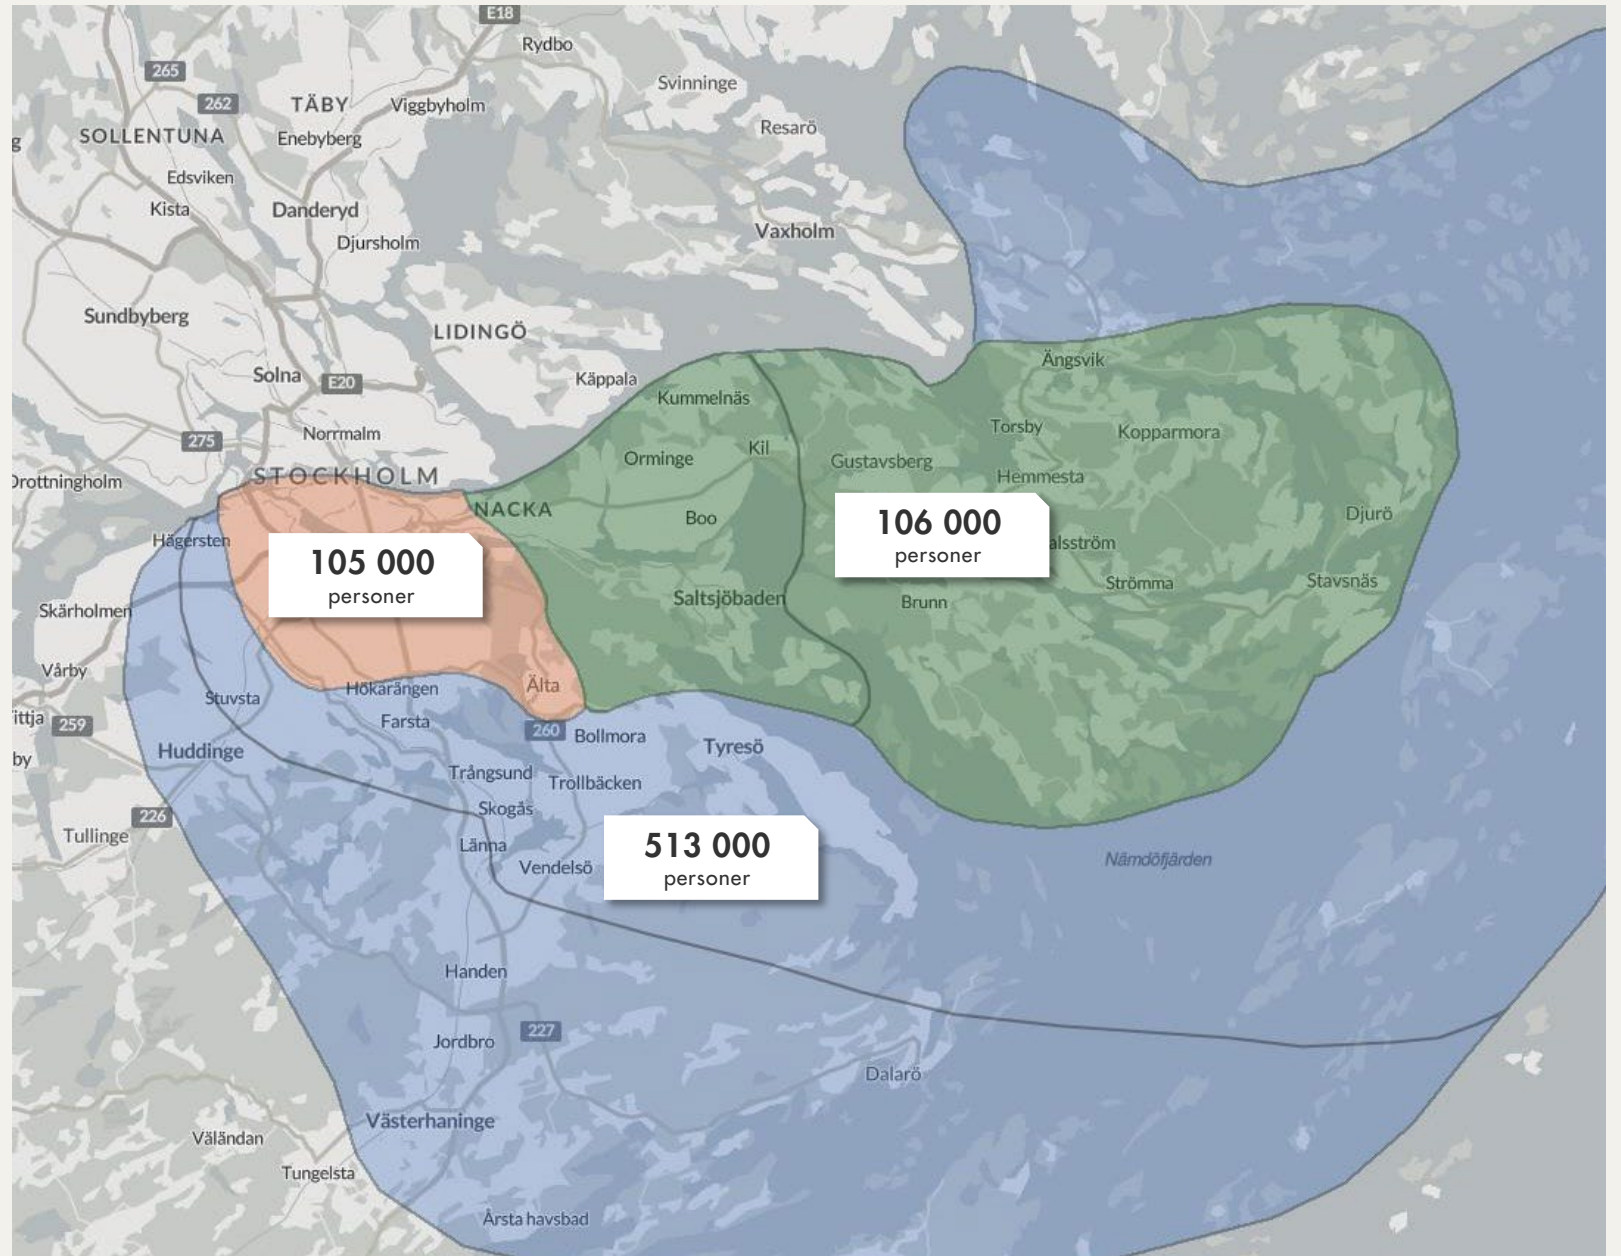 E18
Rydbo
265
Svinninge
262
TÄBY
Viggbyholm
SOLLENTUNA
Enebyberg
Resarö
g
Edsviken
Kista
Danderyd
Vaxholm
Djursholm
Sundbyberg
LIDINGÖ
Ängsvik
Solna
E20
Käppala
Kummelnäs
275
Norrmalm
Torsby
Kopparmora
Kil
Orminge
Gustavsberg
STOCKHOLM
Hemmesta
Drottningholm
NACKA
Boo
Djurö
106 000
personer
Hägersten
alsström
105 000
personer
Strömma
Stavsnäs
Saltsjöbaden
Brunn
Skärholmen
Vårby
Älta
Hökarängen
Stuvsta
ittja
259
Farsta
260
Bollmora
Tyresö
Huddinge
by
Trångsund
Trollbäcken
Skogås
226
Tullinge
Länna
513 000
personer
Vendelsö
Nämdöfjärden
Handen
227
Jordbro
Dalarö
Västerhaninge
Väländan
Tungelsta
Årsta havsbad